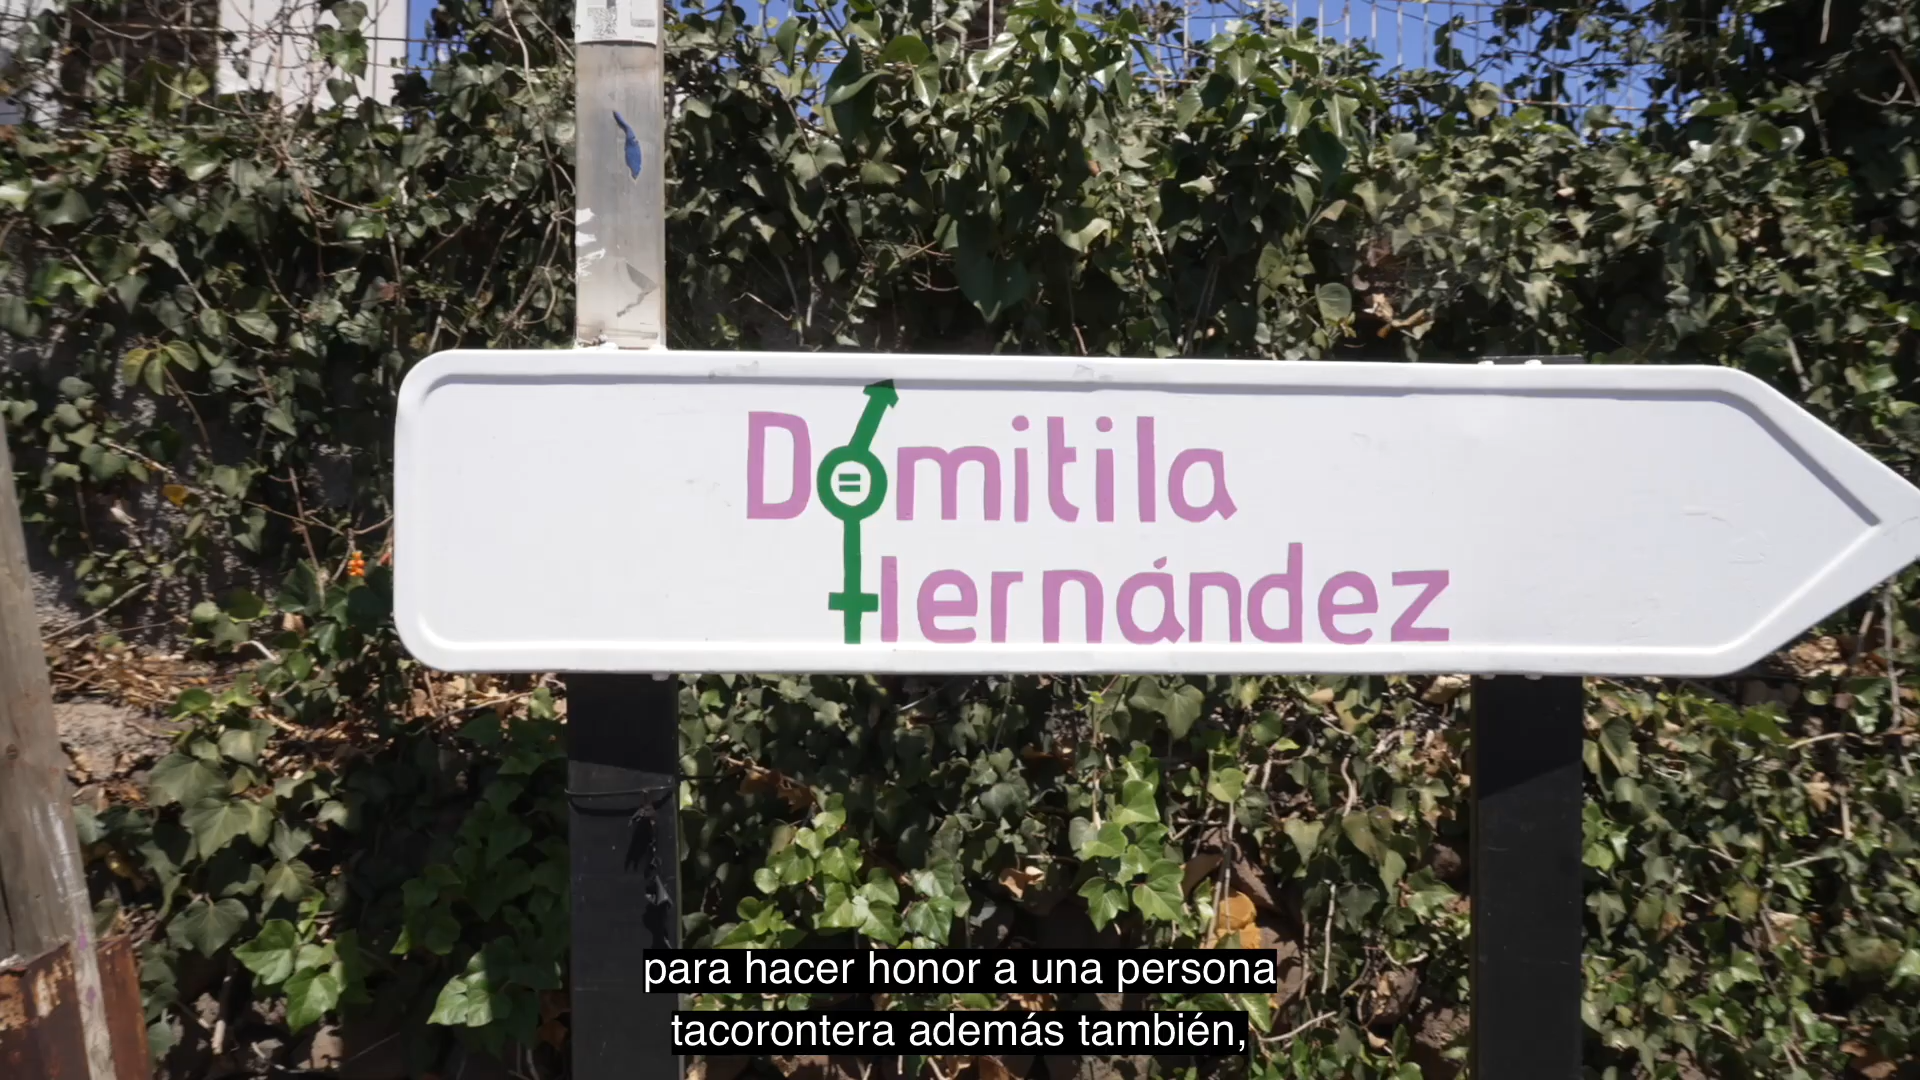 Domitila
Hernández
para hacer honor a una persona
tacorontera además también,